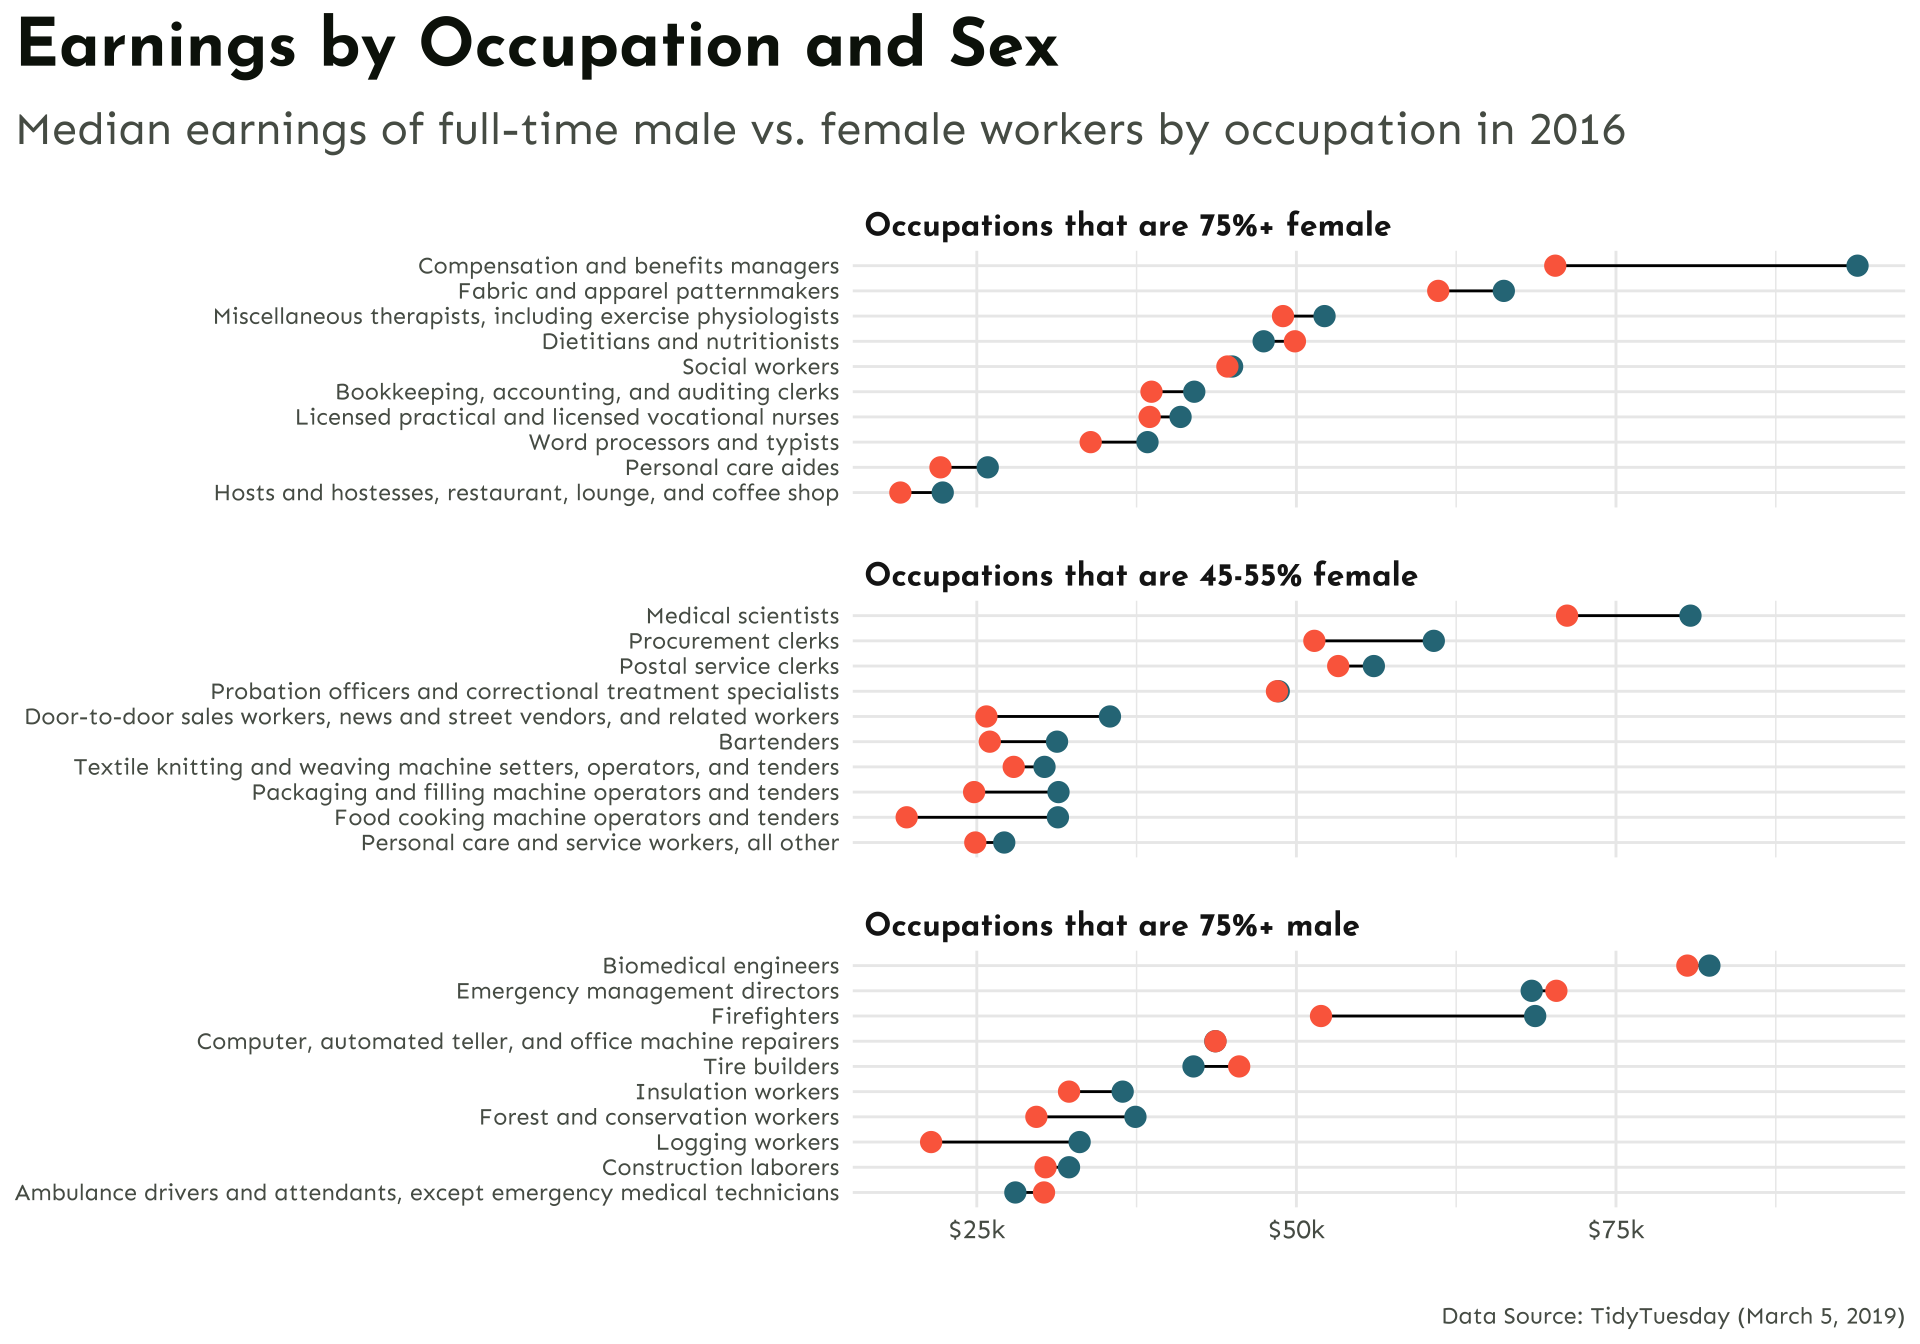 Earnings by Occupation and Sex
Median earnings of full-time male vs. female workers by occupation in 2016
Occupations that are 75%+ female
Compensation and benefits managers
Fabric and apparel patternmakers
Miscellaneous therapists, including exercise physiologists
Dietitians and nutritionists
Social workers
Bookkeeping, accounting, and auditing clerks
Licensed practical and licensed vocational nurses
Word processors and typists
Personal care aides
Hosts and hostesses, restaurant, lounge, and coffee shop
Occupations that are 45-55% female
Medical scientists
Procurement clerks
Postal service clerks
Probation officers and correctional treatment specialists
Door-to-door sales workers, news and street vendors, and related workers
Bartenders
Textile knitting and weaving machine setters, operators, and tenders
Packaging and filling machine operators and tenders
Food cooking machine operators and tenders
Personal care and service workers, all other
Occupations that are 75%+ male
Biomedical engineers
Emergency management directors
Firefighters
Computer, automated teller, and office machine repairers
Tire builders
Insulation workers
Forest and conservation workers
Logging workers
Construction laborers
Ambulance drivers and attendants, except emergency medical technicians
$25k $50k $75k
Data Source: TidyTuesday (March 5, 2019)